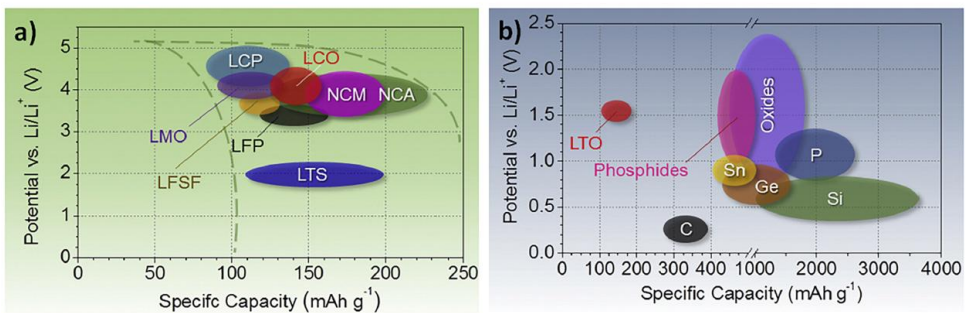 a)
Potential vs. Li/Li+ (V)
5
4
3
2
1
0
LCP
LCO
NCM
NCA
LMO
LFP
LFSF
LTS
0
50
100
150
200
250
Specifc Capacity (mAh g-1)
b)
Potential vs. Li/Li+ (V)
2.5
2.0
1.5
1.0
0.5
0.0
Oxides
LTO
Phosphides
P
Sn
Ge
Si
C
0
100
200
300
400
1000
2000
3000
4000
Specific Capacity (mAh g-1)